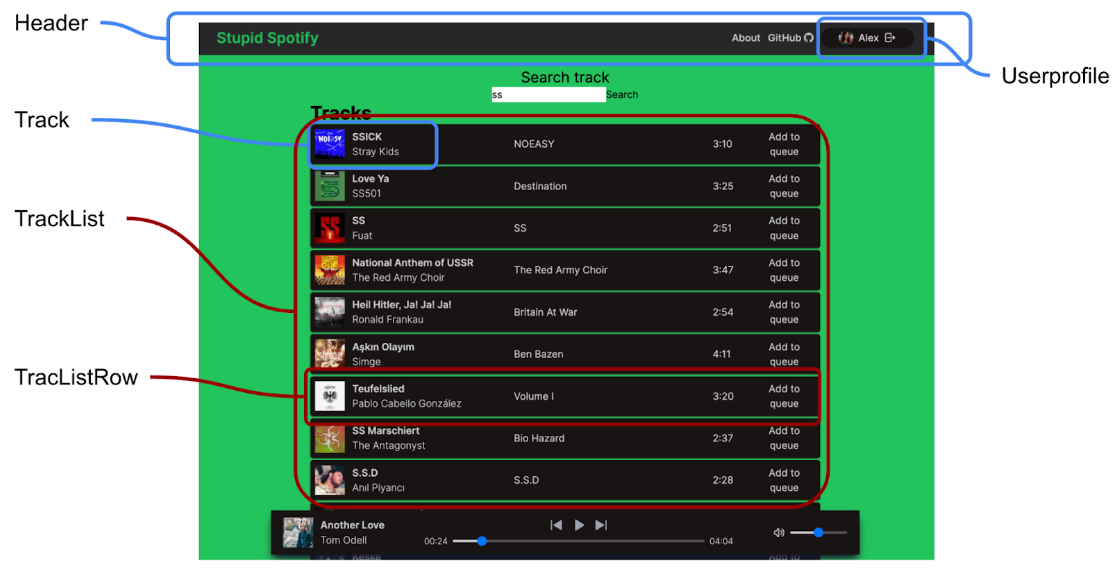 Header
Stupid Spotify
About GitHub Alex
Userprofile
Search track
ss Search
Tracks
Track
TrackList
TracListRow
NOEASY
SSICK
Stray Kids
NOEASY
3:10
Add to
queue
Love Ya
SS501
Destination
3:25
Add to
queue
SS
Fuat
SS
2:51
Add to
queue
National Anthem of USSR
The Red Army Choir
The Red Army Choir
3:47
Add to
queue
Heil Hitler, Ja! Ja! Ja!
Ronald Frankau
Britain At War
2:54
Add to
queue
Aşkın Olayım
Simge
Ben Bazen
4:11
Add to
queue
Teufelslied
Pablo Cabello González
Volume I
3:20
Add to
queue
SS Marschiert
The Antagonyst
Bio Hazard
2:37
Add to
queue
S.S.D
Anıl Piyancı
S.S.D
2:28
Add to
queue
Another Love
Tom Odell
00:24
04:04
Keske
Add to